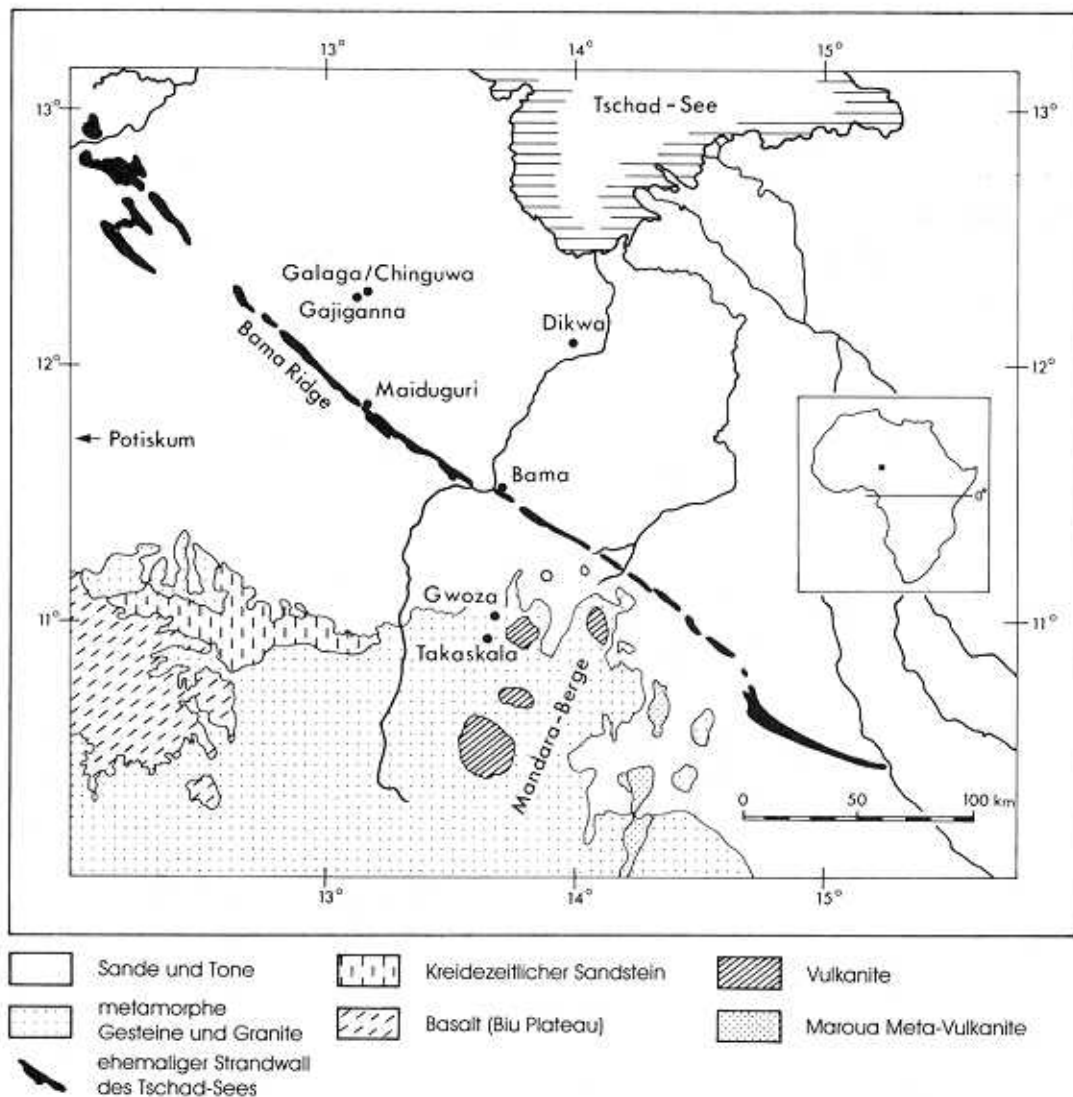 13°
14°
15°
13°
Tschad-See
13°
Galaga/Chinguwa
Gajiganna
Dikwa
12°
12°
Bama Ridge
Maiduguri
← Potiskum
Bama
0°
Gwoza
11°
11°
Takaskala
Mandara-Berge
0 50 100 km
13°
14°
15°
Sande und Tone
Kreidezeitlicher Sandstein
Vulkanite
metamorphe
Gesteine und Granite
Basalt (Biu Plateau)
Maroua Meta-Vulkanite
ehemaliger Strandwall
des Tschad-Sees